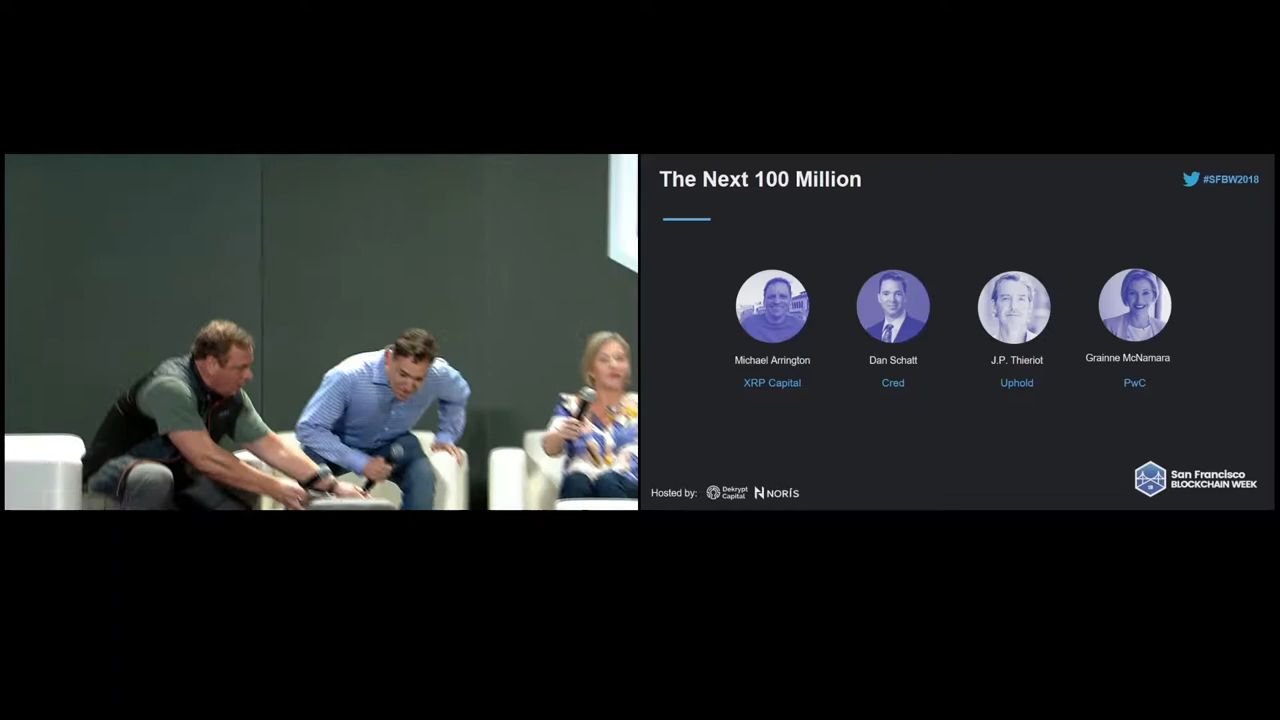 The Next 100 Million
#SFBW2018
Michael Arrington
XRP Capital
Dan Schatt
Cred
J.P. Thieriot
Uphold
Grainne McNamara
PwC
Hosted by:
Dekrypt
Capital
NORIS
San Francisco
BLOCKCHAIN WEEK